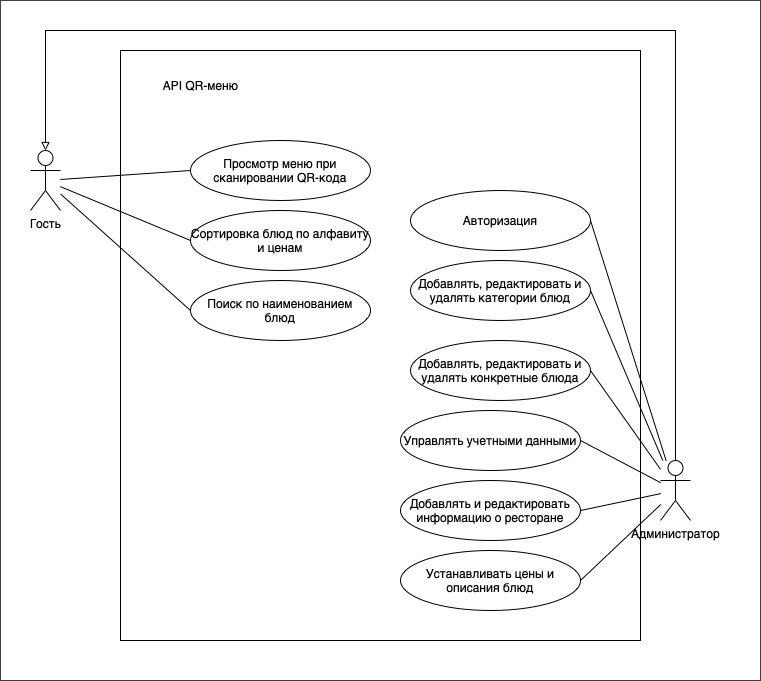 API QR-меню
Просмотр меню при
сканировании QR-кода
Гость
Сортировка блюд по алфавиту
и ценам
Поиск по наименованием
блюд
Авторизация
Добавлять, редактировать и
удалять категории блюд
Добавлять, редактировать и
удалять конкретные блюда
Управлять учетными данными
Добавлять и редактировать
информацию о ресторане
Администратор
Устанавливать цены и
описания блюд